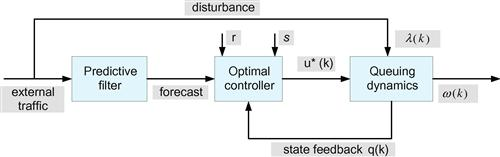 disturbance
r
s
λ(k)
Predictive
filter
Optimal
controller
u* (k)
Queuing
dynamics
external
traffic
forecast
ω(k)
state feedback q(k)